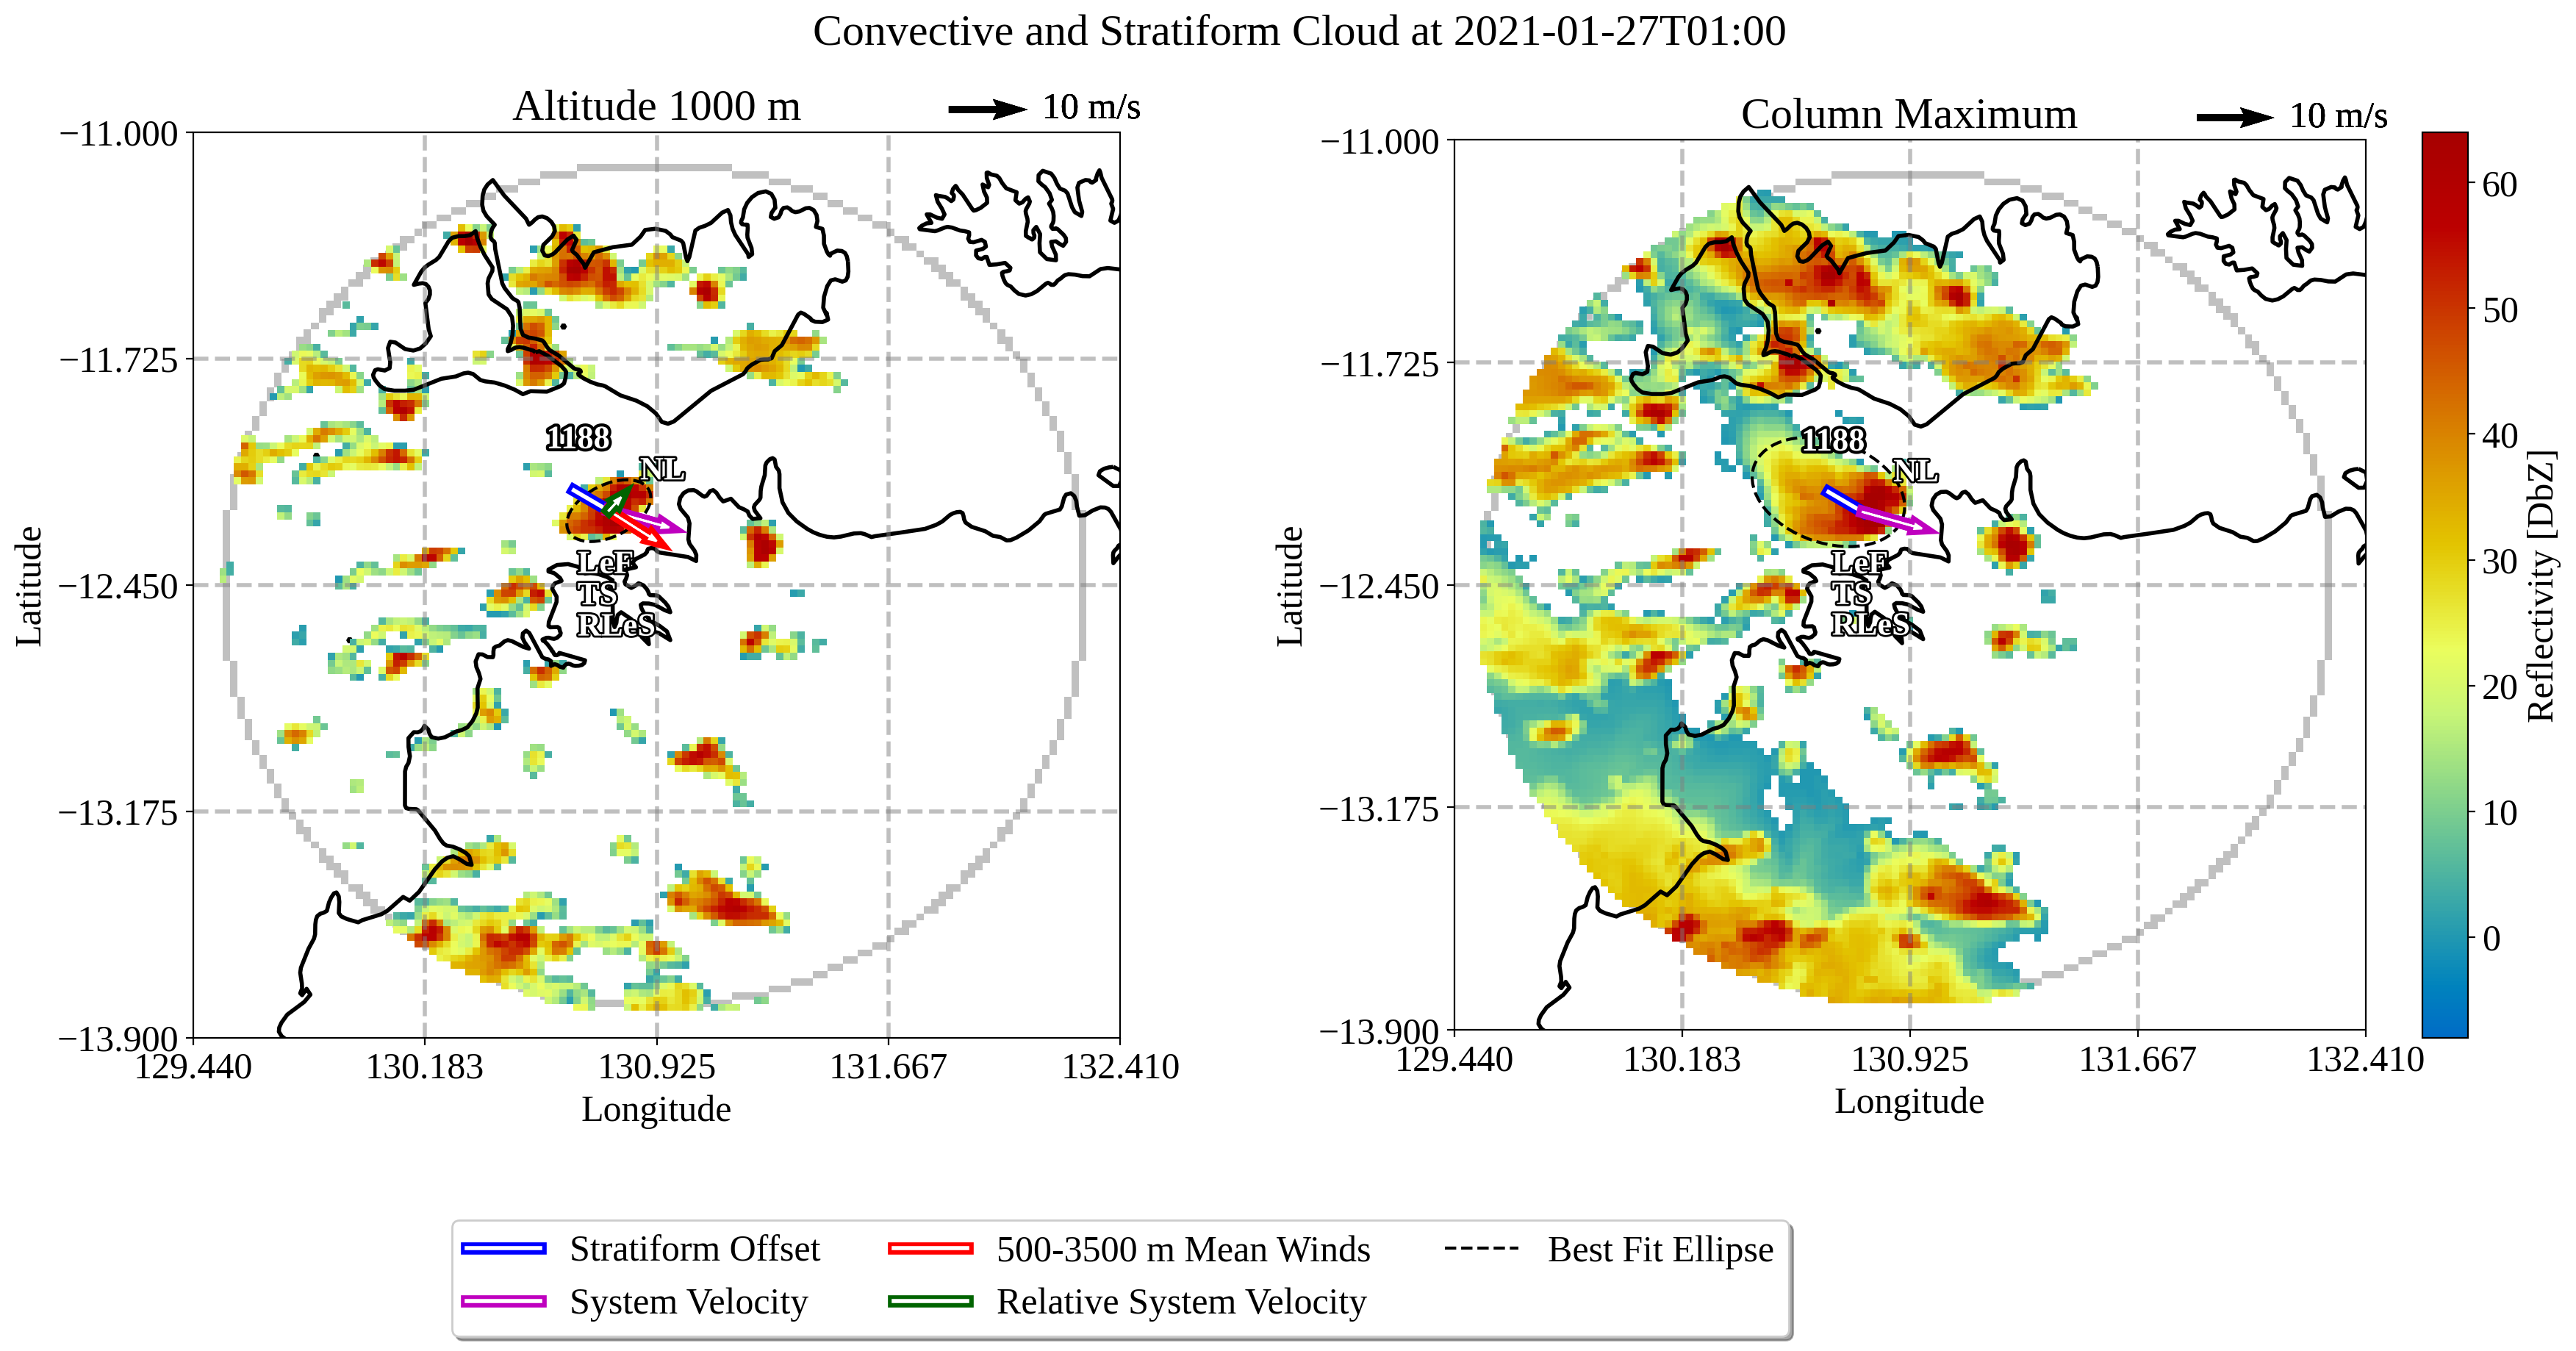 Convective and Stratiform Cloud at 2021-01-27T01:00
Altitude 1000 m
10 m/s
−11.000
−11.725
−12.450
−13.175
−13.900
129.440
130.183
130.925
131.667
132.410
Latitude
Longitude
1188
NL
LeF
TS
RLeS
Column Maximum
10 m/s
−11.000
−11.725
−12.450
−13.175
−13.900
129.440
130.183
130.925
131.667
132.410
Latitude
Longitude
1188
NL
LeF
TS
RLeS
60
50
40
30
20
10
0
Reflectivity [DbZ]
Stratiform Offset
System Velocity
500-3500 m Mean Winds
Relative System Velocity
Best Fit Ellipse